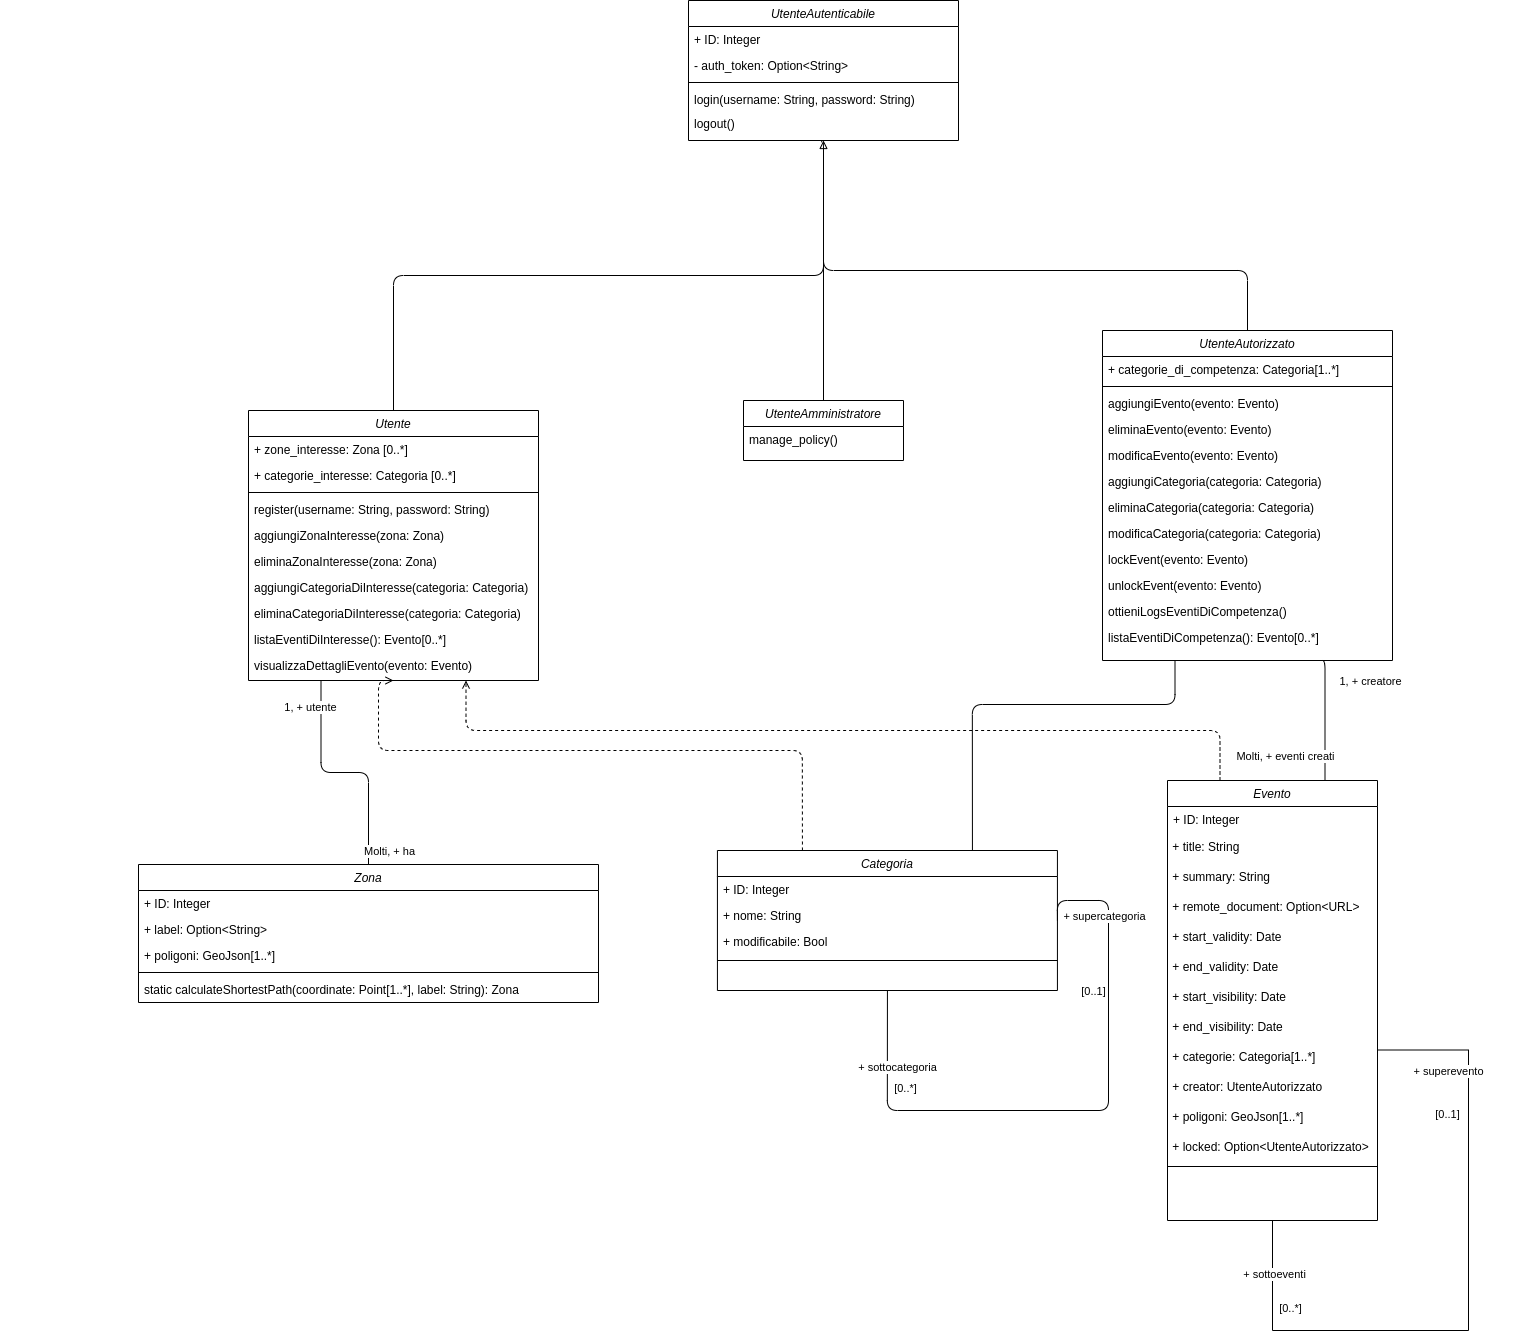 UtenteAutenticabile
+ ID: Integer
- auth_token: Option<String>
login(username: String, password: String)
logout()
UtenteAutorizzato
+ categorie_di_competenza: Categoria[1..*]
aggiungiEvento(evento: Evento)
eliminaEvento(evento: Evento)
modificaEvento(evento: Evento)
aggiungiCategoria(categoria: Categoria)
eliminaCategoria(categoria: Categoria)
modificaCategoria(categoria: Categoria)
lockEvent(evento: Evento)
unlockEvent(evento: Evento)
ottieniLogsEventiDiCompetenza()
listaEventiDiCompetenza(): Evento[0..*]
UtenteAmministratore
manage_policy()
Utente
+ zone_interesse: Zona [0..*]
+ categorie_interesse: Categoria [0..*]
register(username: String, password: String)
aggiungiZonaInteresse(zona: Zona)
eliminaZonaInteresse(zona: Zona)
aggiungiCategoriaDiInteresse(categoria: Categoria)
eliminaCategoriaDiInteresse(categoria: Categoria)
listaEventiDiInteresse(): Evento[0..*]
visualizzaDettagliEvento(evento: Evento)
1, + utente
1, + creatore
Molti, + eventi creati
Molti, + ha
Zona
+ ID: Integer
+ label: Option<String>
+ poligoni: GeoJson[1..*]
static calculateShortestPath(coordinate: Point[1..*], label: String): Zona
Categoria
+ ID: Integer
+ nome: String
+ modificabile: Bool
+ supercategoria
[0..1]
+ sottocategoria
[0..*]
Evento
+ ID: Integer
+ title: String
+ summary: String
+ remote_document: Option<URL>
+ start_validity: Date
+ end_validity: Date
+ start_visibility: Date
+ end_visibility: Date
+ categorie: Categoria[1..*]
+ creator: UtenteAutorizzato
+ poligoni: GeoJson[1..*]
+ locked: Option<UtenteAutorizzato>
+ superevento
[0..1]
+ sottoeventi
[0..*]